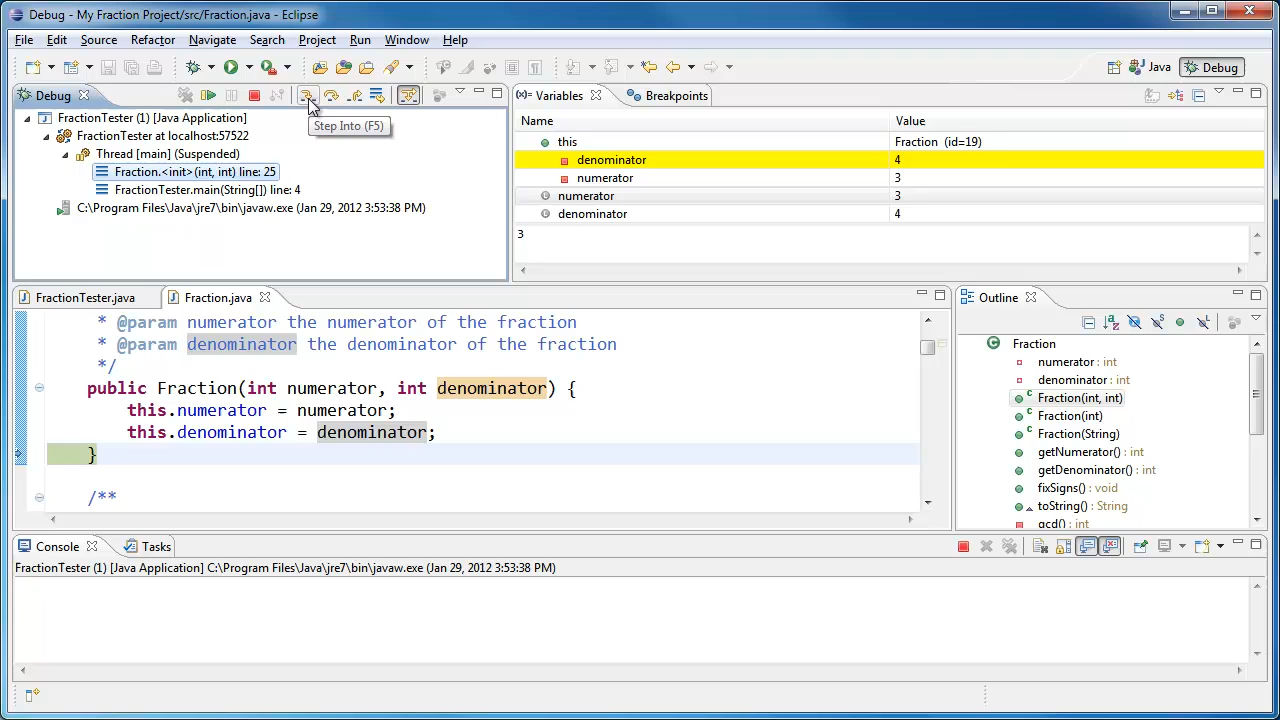 Debug - My Fraction Project/src/Fraction.java - Eclipse
File Edit Source Refactor Navigate Search Project Run Window Help
Java Debug
Debug
Step Into (F5)
FractionTester (1) [Java Application]
FractionTester at localhost:57522
Thread [main] (Suspended)
Fraction.<init>(int, int) line: 25
FractionTester.main(String[]) line: 4
C:\Program Files\Java\jre7\bin\javaw.exe (Jan 29, 2012 3:53:38 PM)
Variables Breakpoints
Name Value
this Fraction (id=19)
denominator 4
numerator 3
numerator 3
denominator 4
3
FractionTester.java Fraction.java
* @param numerator the numerator of the fraction
* @param denominator the denominator of the fraction
*/
public Fraction(int numerator, int denominator) {
this.numerator = numerator;
this.denominator = denominator;
}
/**
Outline
Fraction
numerator : int
denominator : int
Fraction(int, int)
Fraction(int)
Fraction(String)
getNumerator() : int
getDenominator() : int
fixSigns() : void
toString() : String
gcd() : int
Console Tasks
FractionTester (1) [Java Application] C:\Program Files\Java\jre7\bin\javaw.exe (Jan 29, 2012 3:53:38 PM)